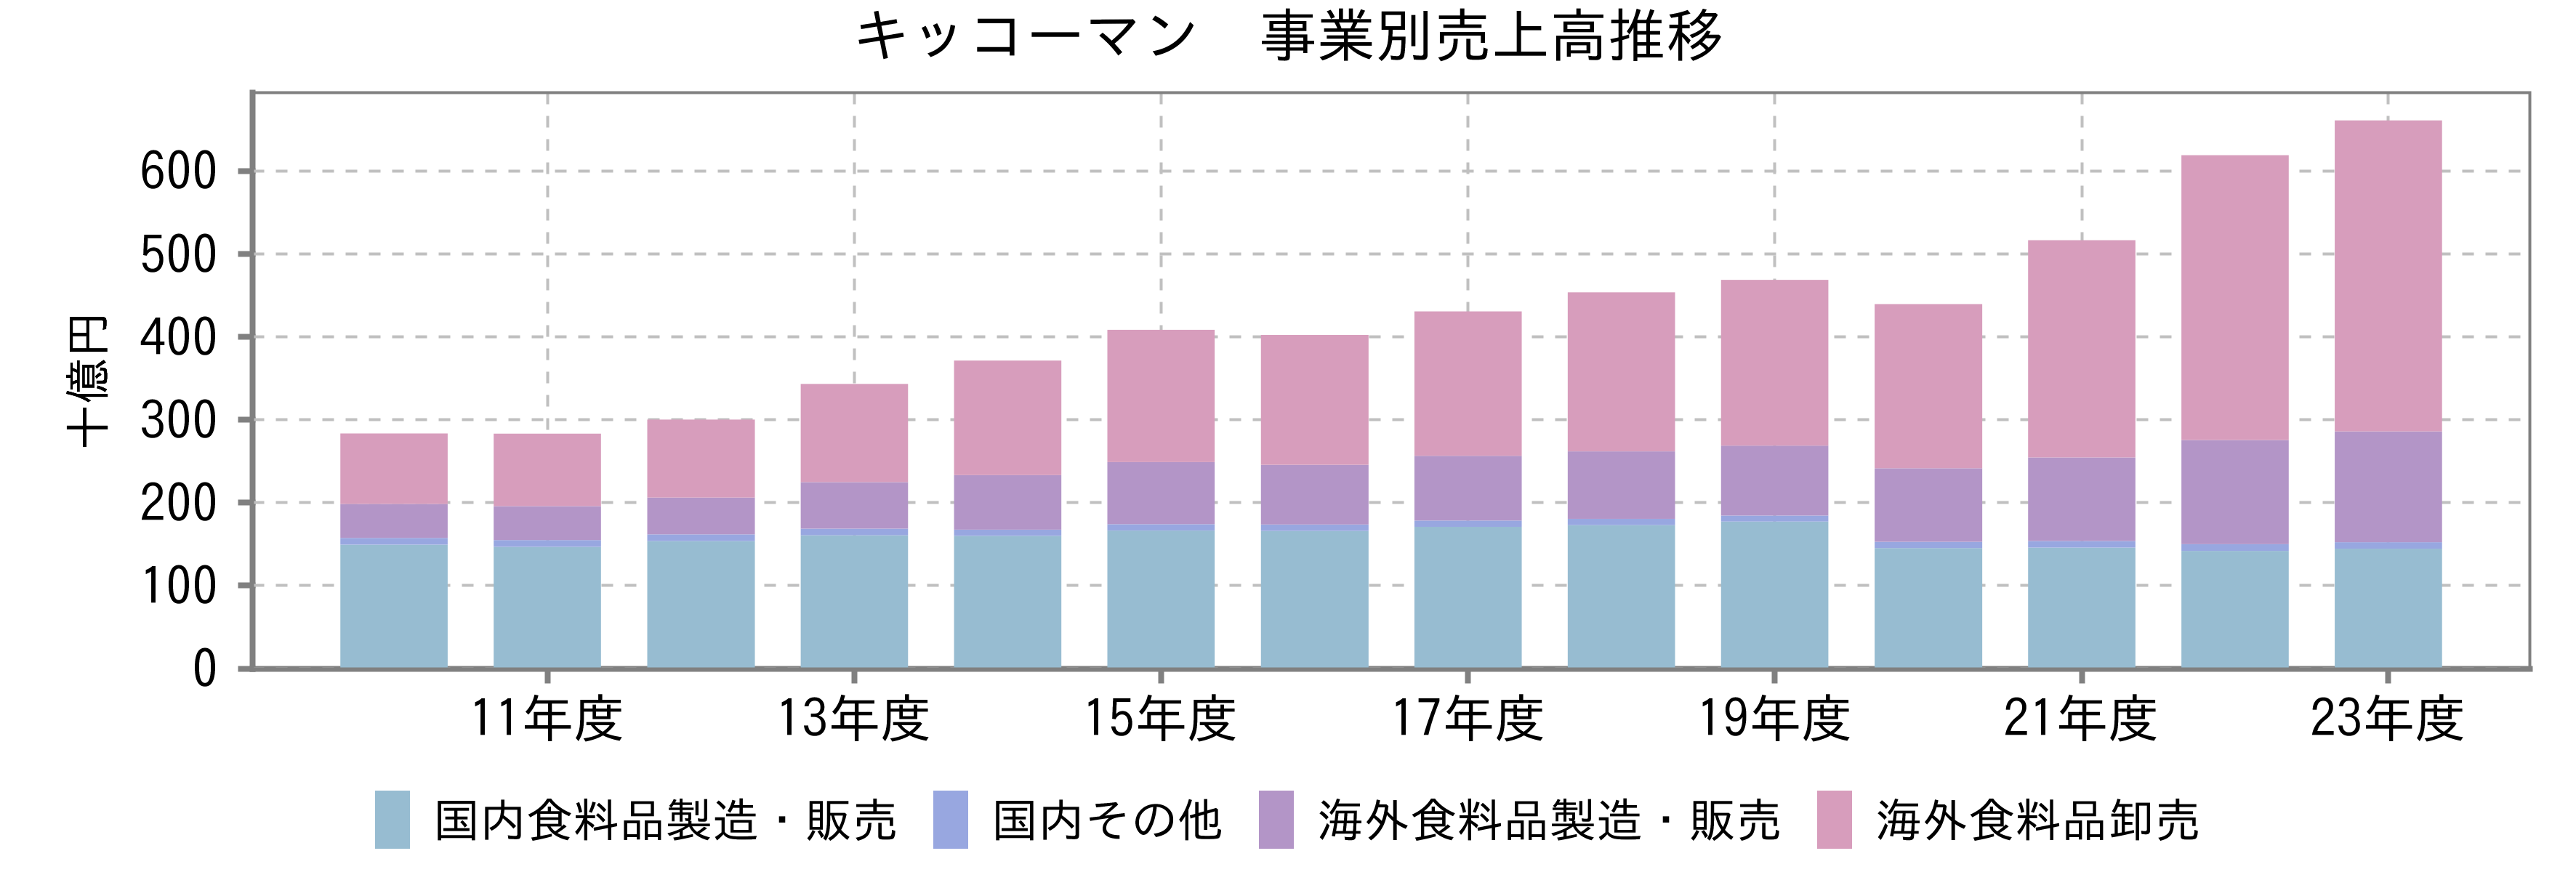 キッコーマン　事業別売上高推移
十億円
600
500
400
300
200
100
0
11年度 13年度 15年度 17年度 19年度 21年度 23年度
国内食料品製造・販売 国内その他 海外食料品製造・販売 海外食料品卸売